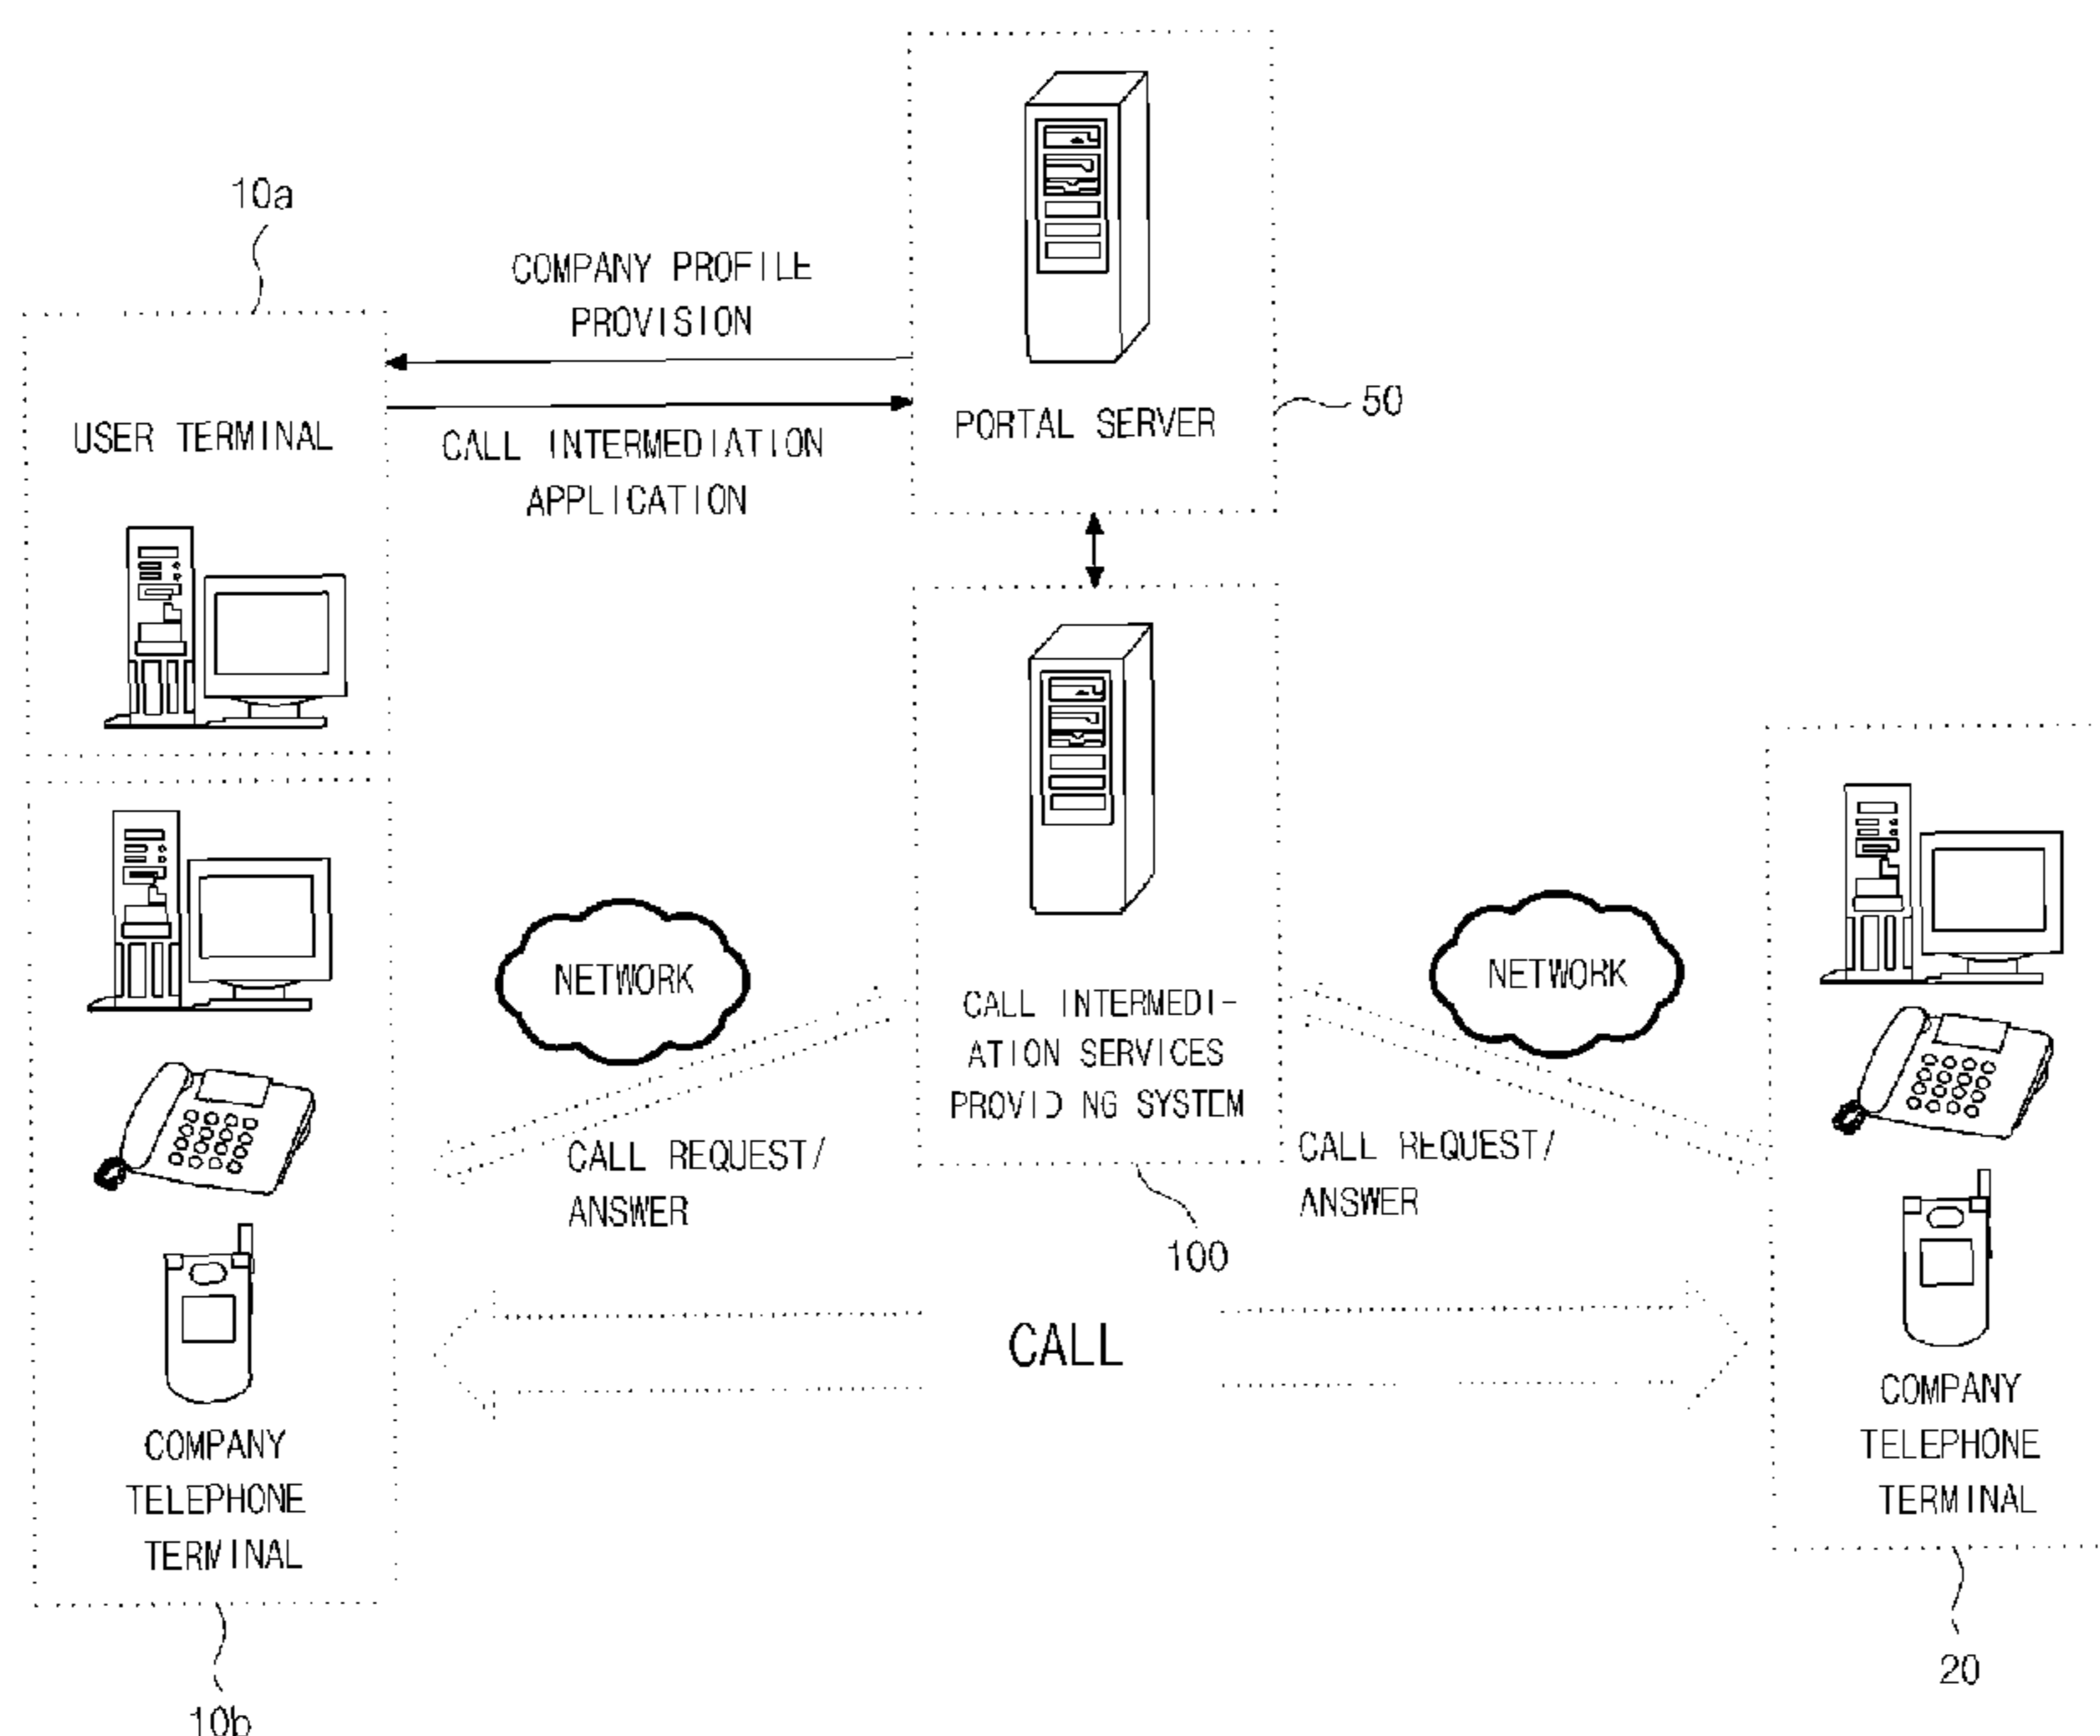 10a
COMPANY PROFILE
PROVISION
USER TERMINAL
CALL INTERMEDIATION
APPLICATION
PORTAL SERVER
50
NETWORK
NETWORK
CALL INTERMEDI-
ATION SERVICES
PROVIDING SYSTEM
CALL REQUEST/
ANSWER
CALL REQUEST/
ANSWER
100
CALL
COMPANY
TELEPHONE
TERMINAL
COMPANY
TELEPHONE
TERMINAL
10b
20